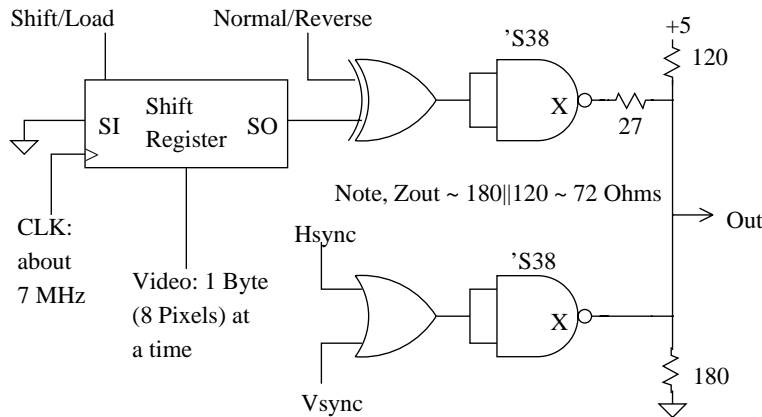 Shift/Load
Normal/Reverse
'S38
+5
120
Shift
Register
SI
SO
X
27
CLK:
about
7 MHz
Note, Zout ~ 180||120 ~ 72 Ohms
Out
Hsync
'S38
Video: 1 Byte
(8 Pixels) at
a time
X
180
Vsync